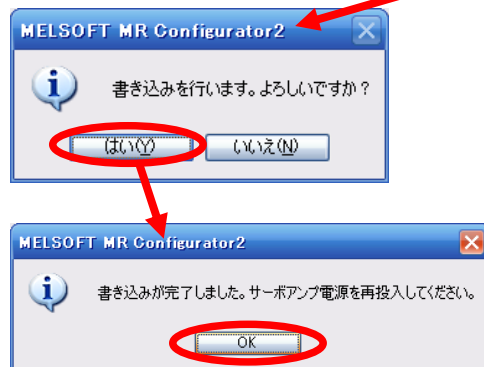 MELSOFT MR Configurator2
書き込みを行います。よろしいですか？
はい(Y) いいえ(N)
MELSOFT MR Configurator2
書き込みが完了しました。サーボアンプ電源を再投入してください。
OK